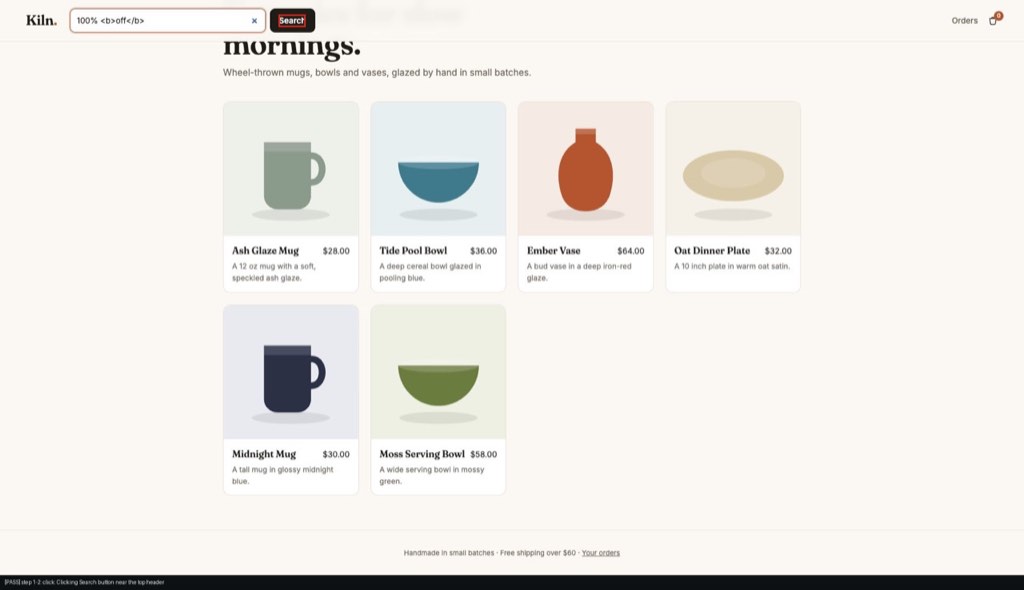 Kiln.
100% <b>off</b>
×
Search
Orders
0
mornings.
Wheel-thrown mugs, bowls and vases, glazed by hand in small batches.
Ash Glaze Mug $28.00
A 12 oz mug with a soft,
speckled ash glaze.
Tide Pool Bowl $36.00
A deep cereal bowl glazed in
pooling blue.
Ember Vase $64.00
A bud vase in a deep iron-red
glaze.
Oat Dinner Plate $32.00
A 10 inch plate in warm oat satin.
Midnight Mug $30.00
A tall mug in glossy midnight
blue.
Moss Serving Bowl $58.00
A wide serving bowl in mossy
green.
Handmade in small batches · Free shipping over $60 · Your orders
[PASS] step 1-2: click Clicking Search button near the top header